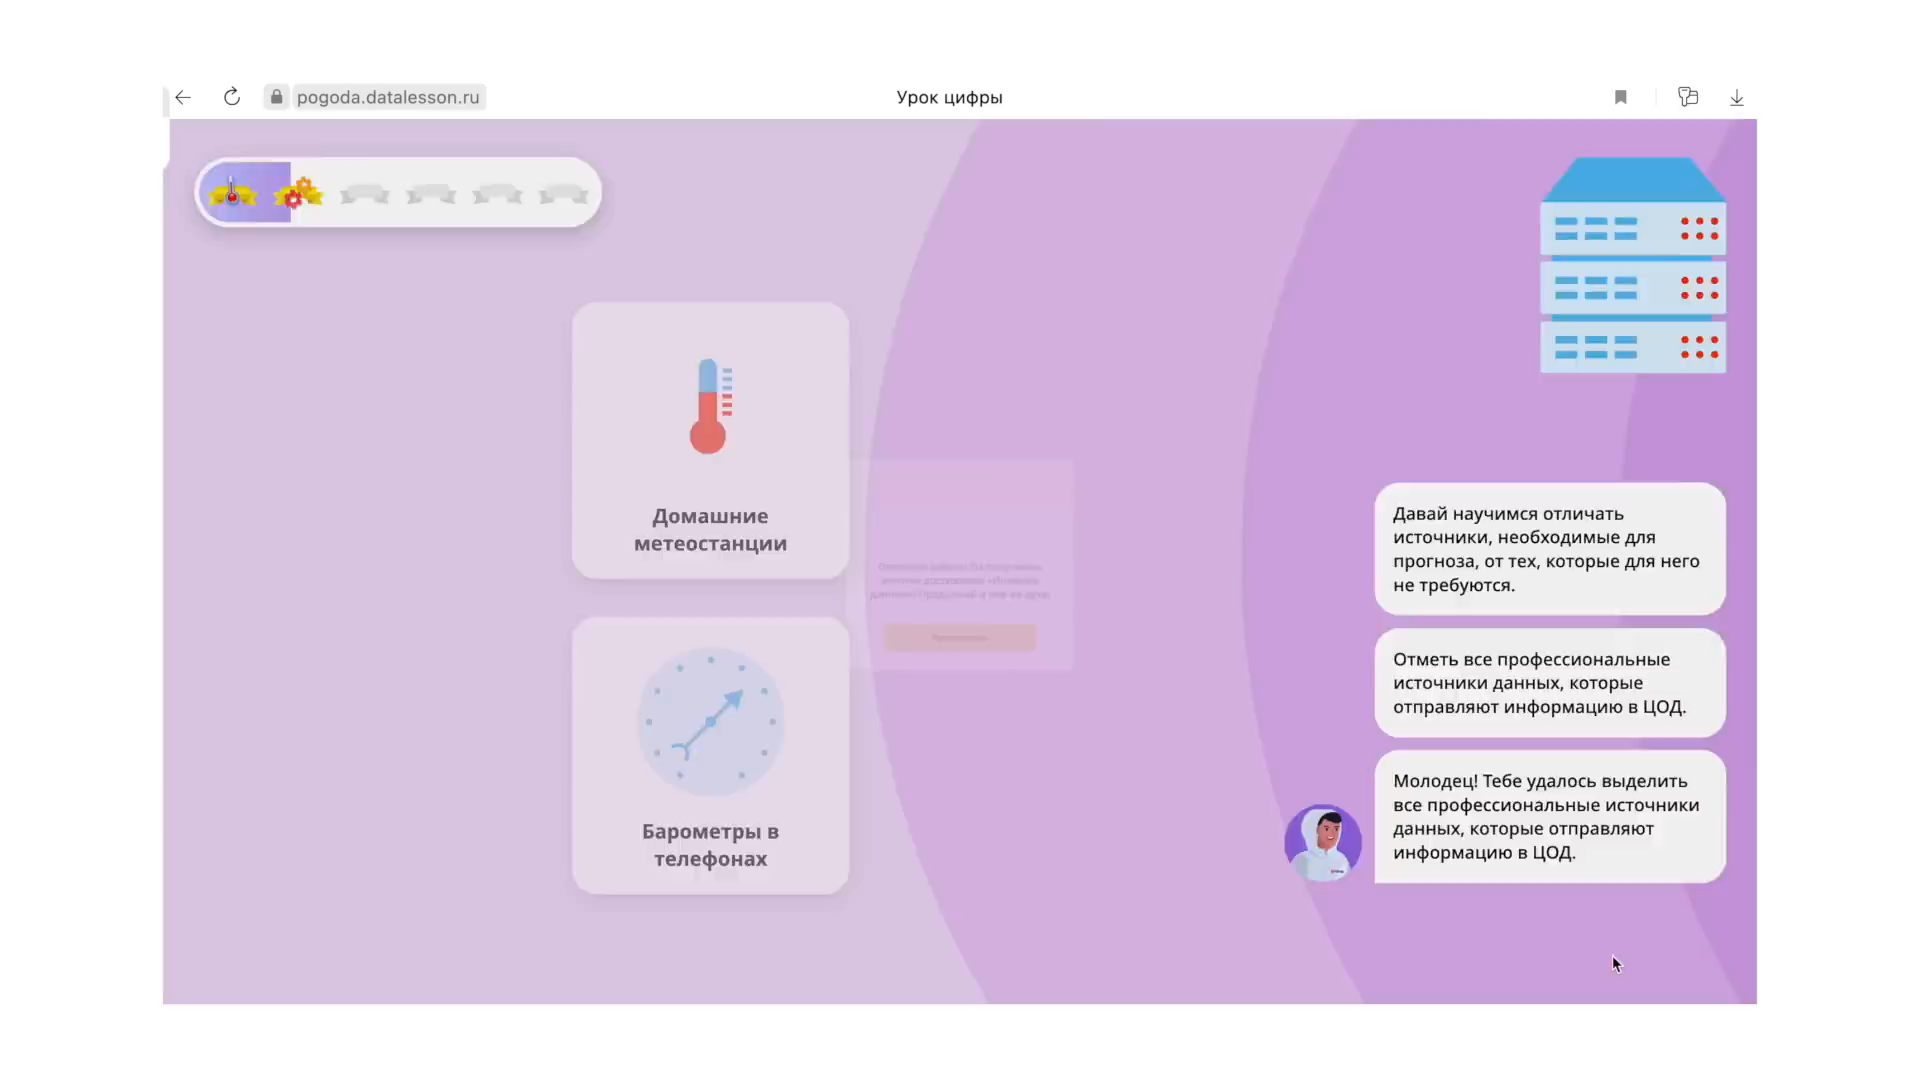 pogoda.datalesson.ru
Урок цифры
Домашние
метеостанции
Барометры в
телефонах
Давай научимся отличать
источники, необходимые для
прогноза, от тех, которые для него
не требуются.
Отметь все профессиональные
источники данных, которые
отправляют информацию в ЦОД.
Молодец! Тебе удалось выделить
все профессиональные источники
данных, которые отправляют
информацию в ЦОД.